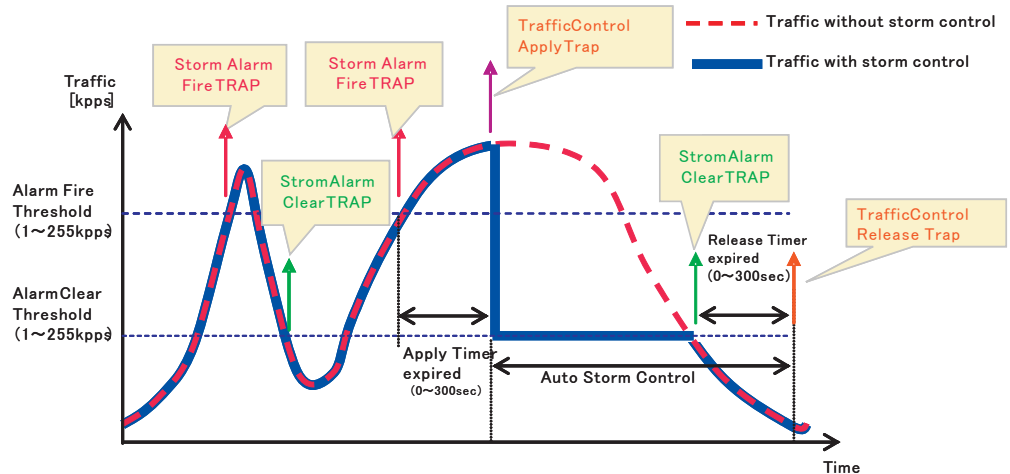 TrafficControl
ApplyTrap
Traffic without storm control
Traffic with storm control
Storm Alarm
FireTRAP
Storm Alarm
FireTRAP
Traffic
[kpps]
StromAlarm
ClearTRAP
StromAlarm
ClearTRAP
Alarm Fire
Threshold
(1～255kpps)
TrafficControl
Release Trap
Release Timer
expired
(0～300sec)
AlarmClear
Threshold
(1～255kpps)
Apply Timer
expired
(0～300sec)
Auto Storm Control
Time